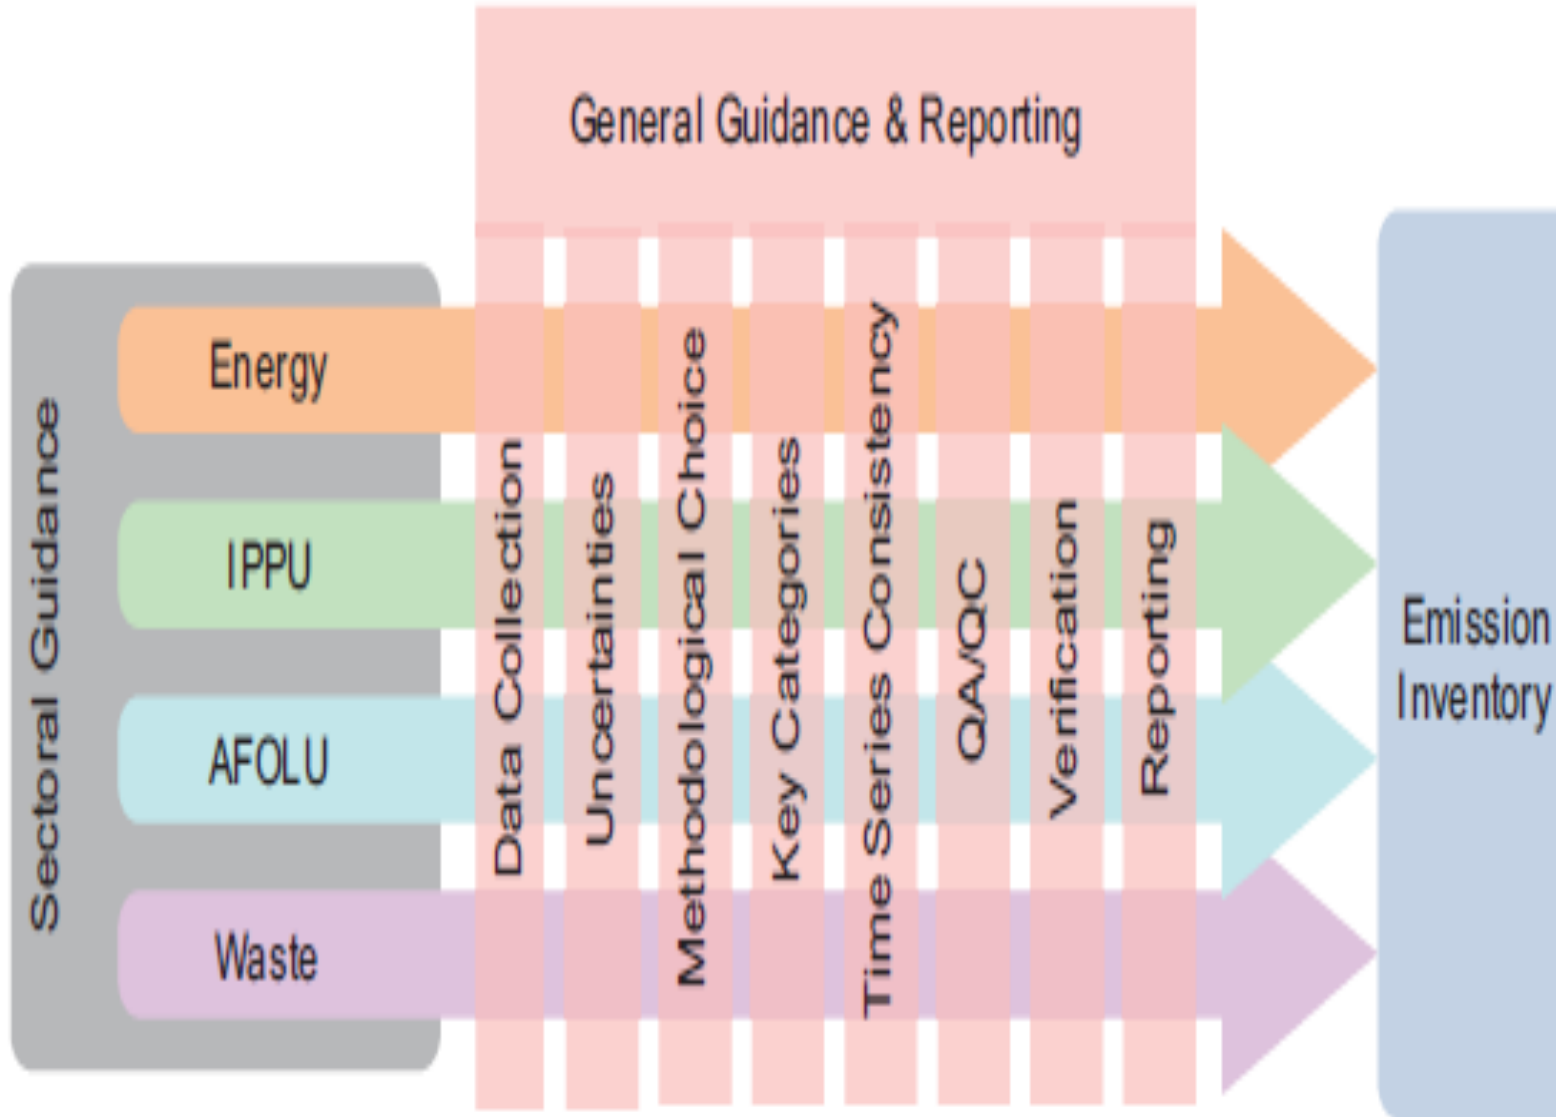 General Guidance & Reporting
Sectoral Guidance
Energy
IPPU
AFOLU
Waste
Data Collection
Uncertainties
Methodological Choice
Key Categories
Time Series Consistency
QA/QC
Verification
Reporting
Emission
Inventory